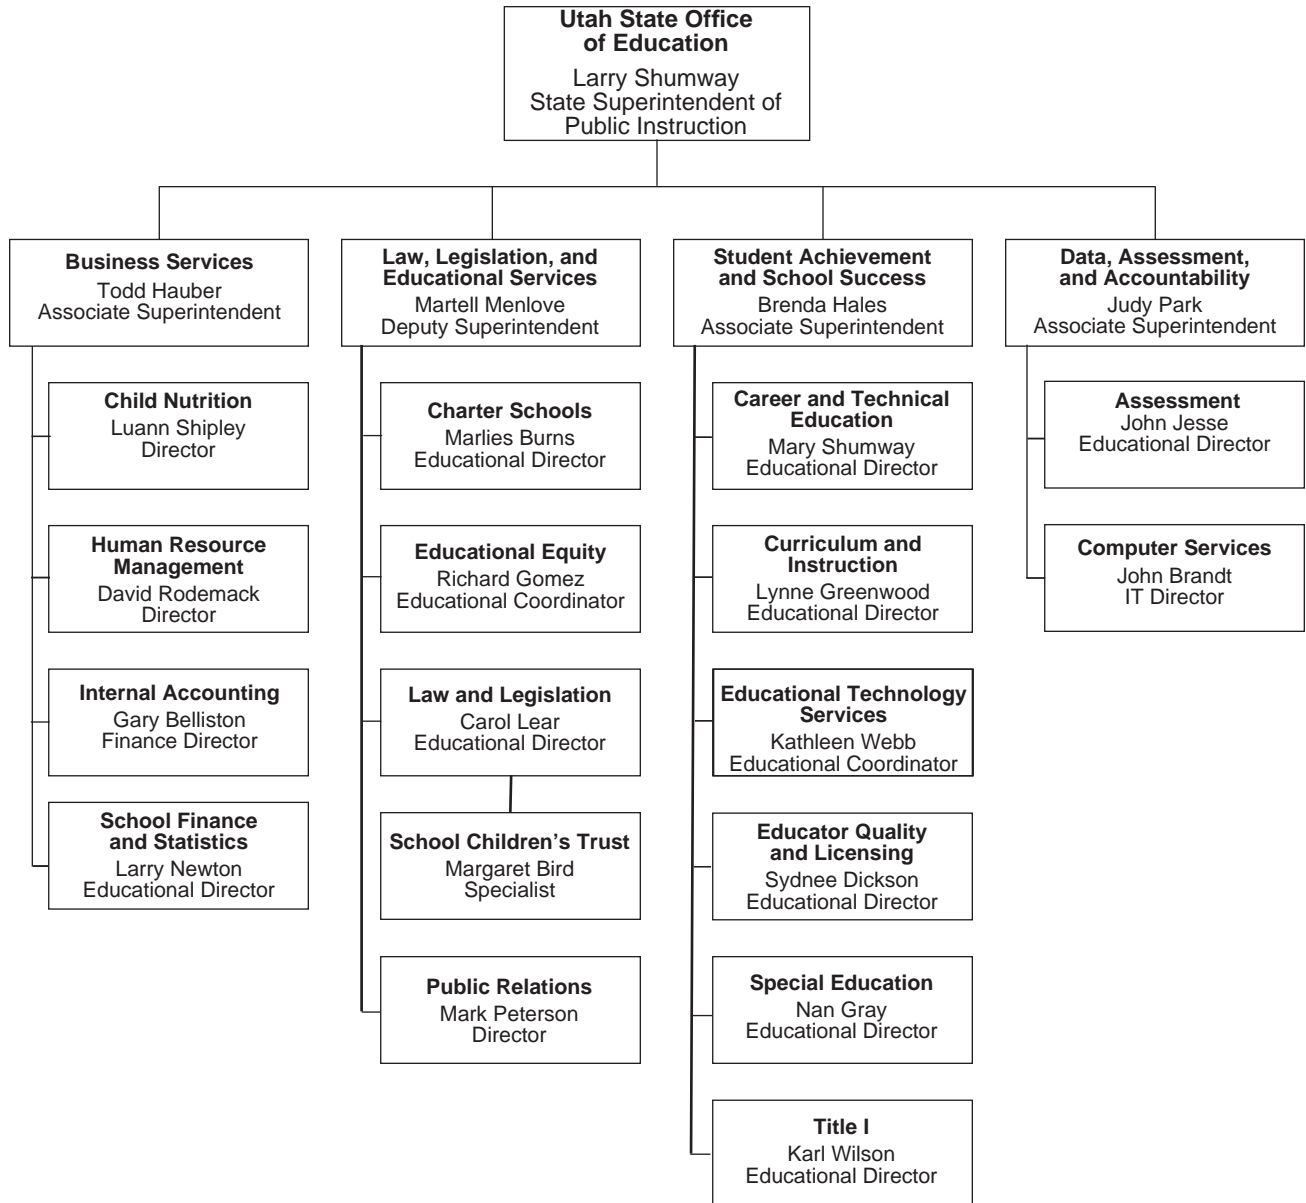 Utah State Office
of Education
Larry Shumway
State Superintendent of
Public Instruction
Business Services
Todd Hauber
Associate Superintendent
Child Nutrition
Luann Shipley
Director
Human Resource
Management
David Rodemack
Director
Internal Accounting
Gary Belliston
Finance Director
School Finance
and Statistics
Larry Newton
Educational Director
Law, Legislation, and
Educational Services
Martell Menlove
Deputy Superintendent
Charter Schools
Marlies Burns
Educational Director
Educational Equity
Richard Gomez
Educational Coordinator
Law and Legislation
Carol Lear
Educational Director
School Children’s Trust
Margaret Bird
Specialist
Public Relations
Mark Peterson
Director
Student Achievement
and School Success
Brenda Hales
Associate Superintendent
Career and Technical
Education
Mary Shumway
Educational Director
Curriculum and
Instruction
Lynne Greenwood
Educational Director
Educational Technology
Services
Kathleen Webb
Educational Coordinator
Educator Quality
and Licensing
Sydnee Dickson
Educational Director
Special Education
Nan Gray
Educational Director
Title I
Karl Wilson
Educational Director
Data, Assessment,
and Accountability
Judy Park
Associate Superintendent
Assessment
John Jesse
Educational Director
Computer Services
John Brandt
IT Director